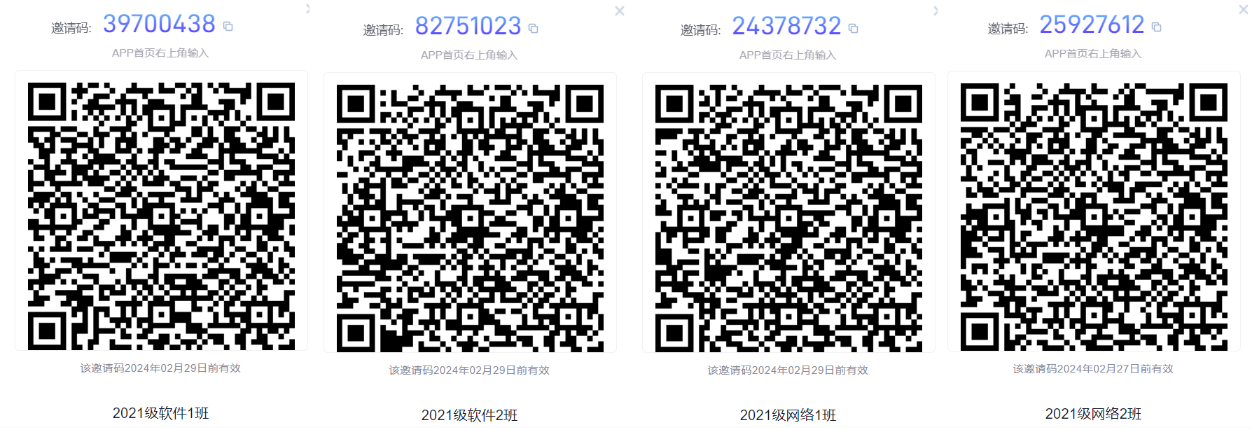 邀请码: 39700438
APP首页右上角输入
该邀请码2024年02月29日前有效
2021级软件1班
邀请码: 82751023
APP首页右上角输入
该邀请码2024年02月29日前有效
2021级软件2班
邀请码: 24378732
APP首页右上角输入
该邀请码2024年02月29日前有效
2021级网络1班
邀请码: 25927612
APP首页右上角输入
该邀请码2024年02月27日前有效
2021级网络2班